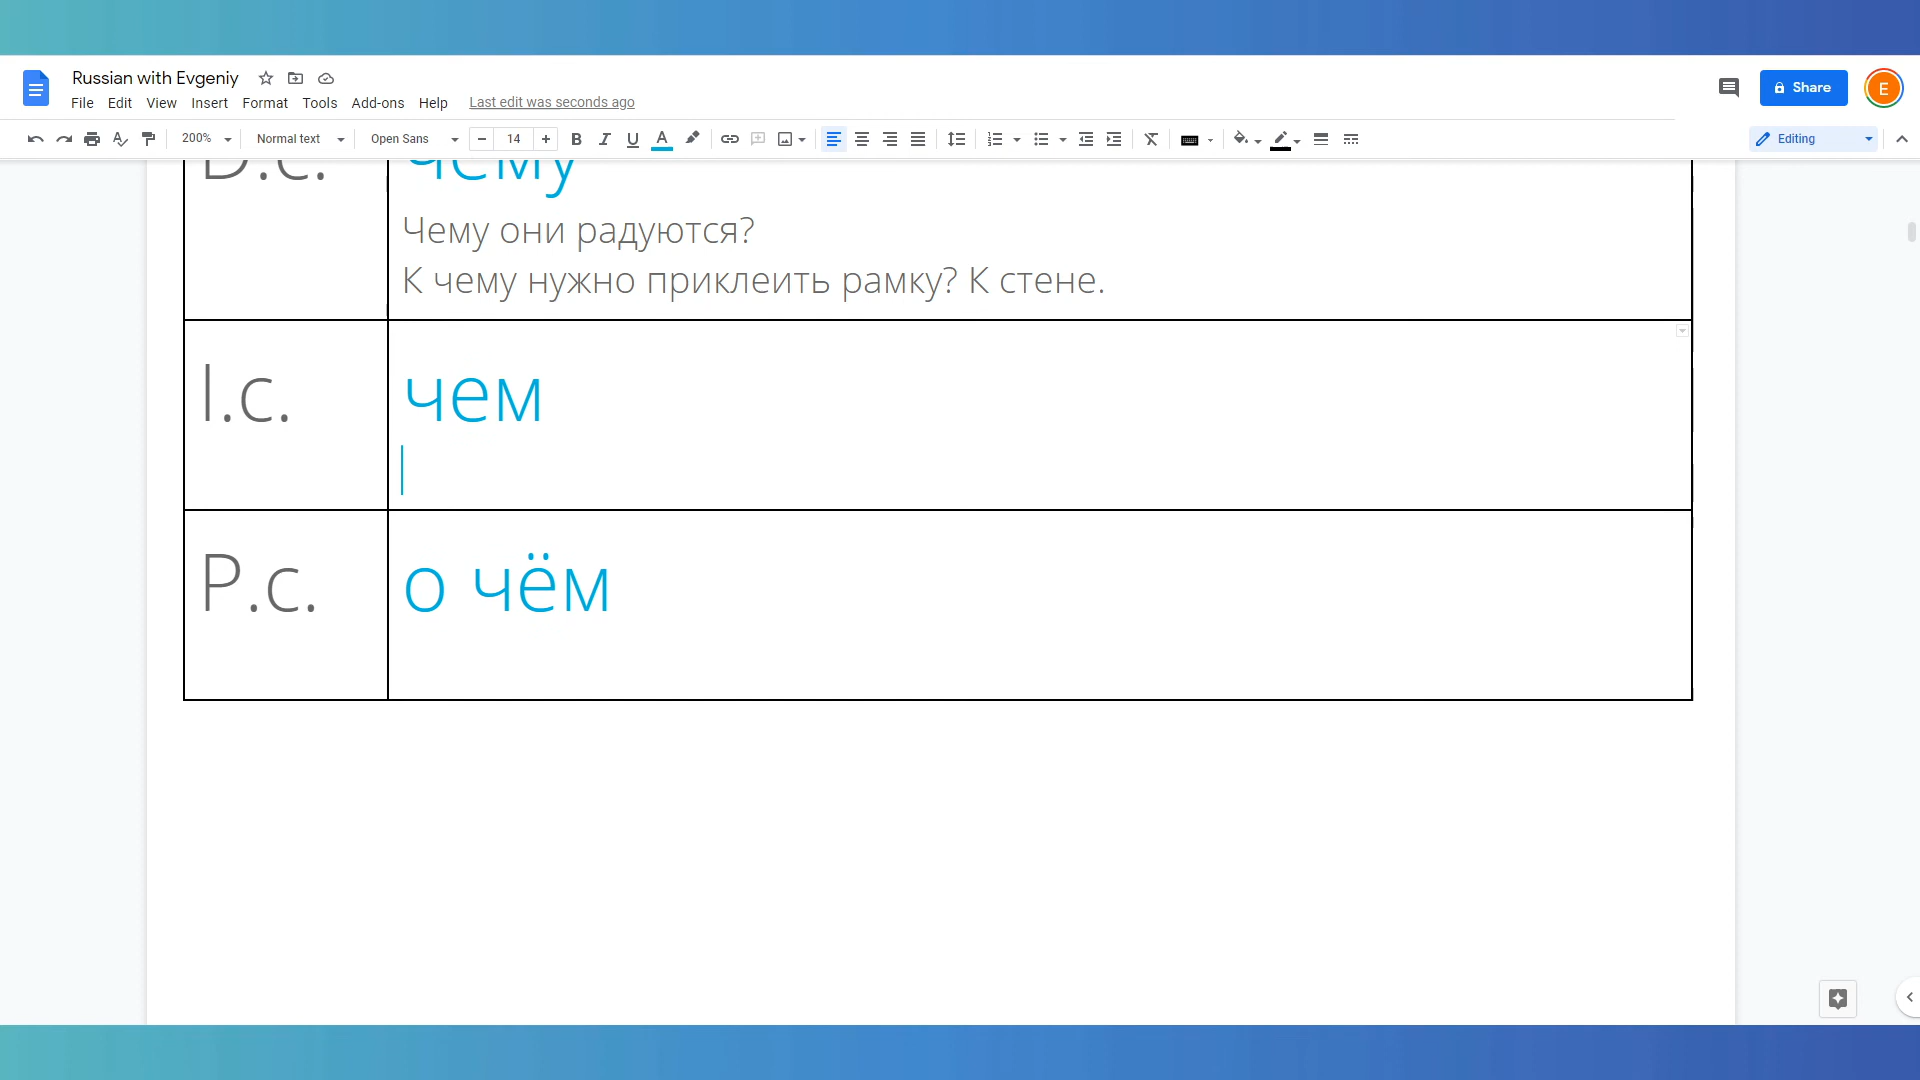 Russian with Evgeniy
File Edit View Insert Format Tools Add-ons Help Last edit was seconds ago
Share
E
200% Normal text Open Sans 14 B I U A Editing
D.c. чему
Чему они радуются?
К чему нужно приклеить рамку? К стене.
I.c. чем
P.c. о чём